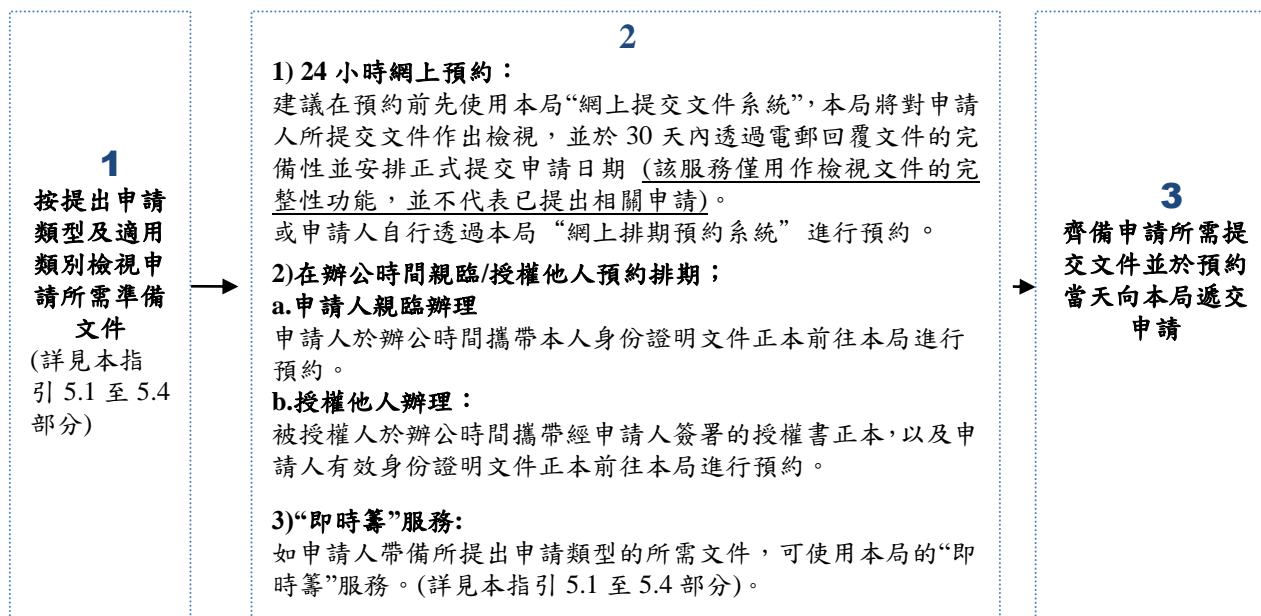 1
按提出申請
類型及適用
類別檢視申
請所需準備
文件
(詳見本指
引 5.1 至 5.4
部分)
2
1) 24 小時網上預約：
建議在預約前先使用本局“網上提交文件系統”，本局將對申請
人所提交文件作出檢視，並於 30 天內透過電郵回覆文件的完
備性並安排正式提交申請日期 (該服務僅用作檢視文件的完
整性功能，並不代表已提出相關申請)。
或申請人自行透過本局“網上排期預約系統”進行預約。
2)在辦公時間親臨/授權他人預約排期；
a.申請人親臨辦理
申請人於辦公時間攜帶本人身份證明文件正本前往本局進行
預約。
b.授權他人辦理：
被授權人於辦公時間攜帶經申請人簽署的授權書正本，以及申
請人有效身份證明文件正本前往本局進行預約。
3)“即時籌”服務:
如申請人帶備所提出申請類型的所需文件，可使用本局的“即
時籌”服務。(詳見本指引 5.1 至 5.4 部分)。
3
齊備申請所需提
交文件並於預約
當天向本局遞交
申請